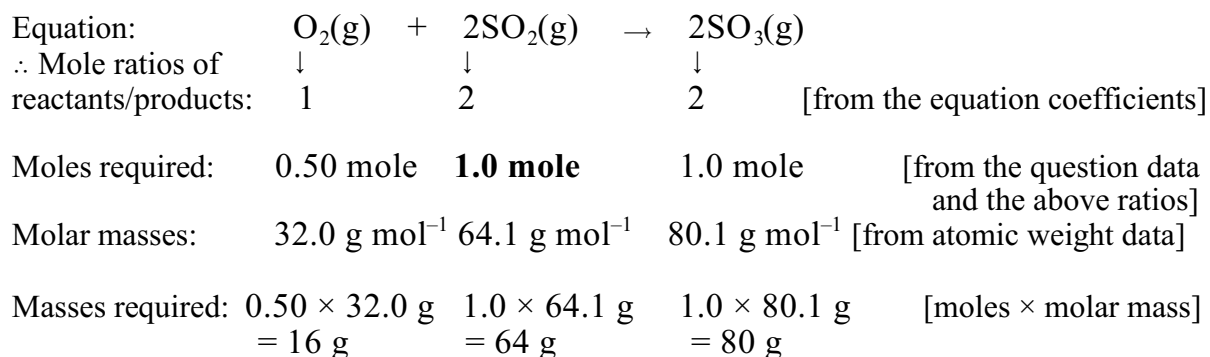 Equation: O₂(g) + 2SO₂(g) → 2SO₃(g)
∴ Mole ratios of ↓ ↓ ↓
reactants/products: 1 2 2 [from the equation coefficients]
Moles required: 0.50 mole 1.0 mole 1.0 mole [from the question data
and the above ratios]
Molar masses: 32.0 g mol⁻¹ 64.1 g mol⁻¹ 80.1 g mol⁻¹ [from atomic weight data]
Masses required: 0.50 × 32.0 g 1.0 × 64.1 g 1.0 × 80.1 g [moles × molar mass]
= 16 g = 64 g = 80 g